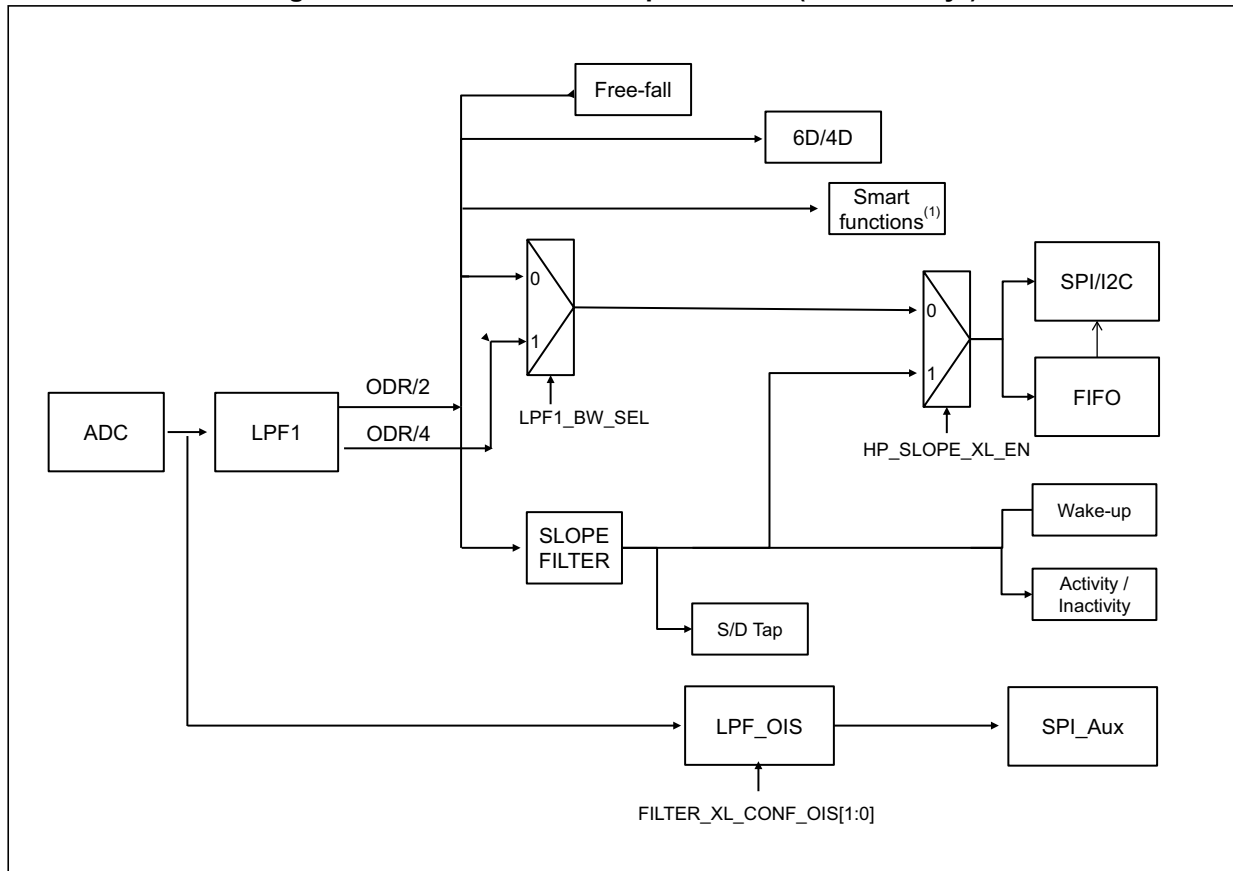 Free-fall
6D/4D
Smart
functions(1)
0
1
LPF1_BW_SEL
0
1
HP_SLOPE_XL_EN
SPI/I2C
FIFO
ADC
LPF1
ODR/2
ODR/4
SLOPE
FILTER
Wake-up
Activity /
Inactivity
S/D Tap
LPF_OIS
SPI_Aux
FILTER_XL_CONF_OIS[1:0]